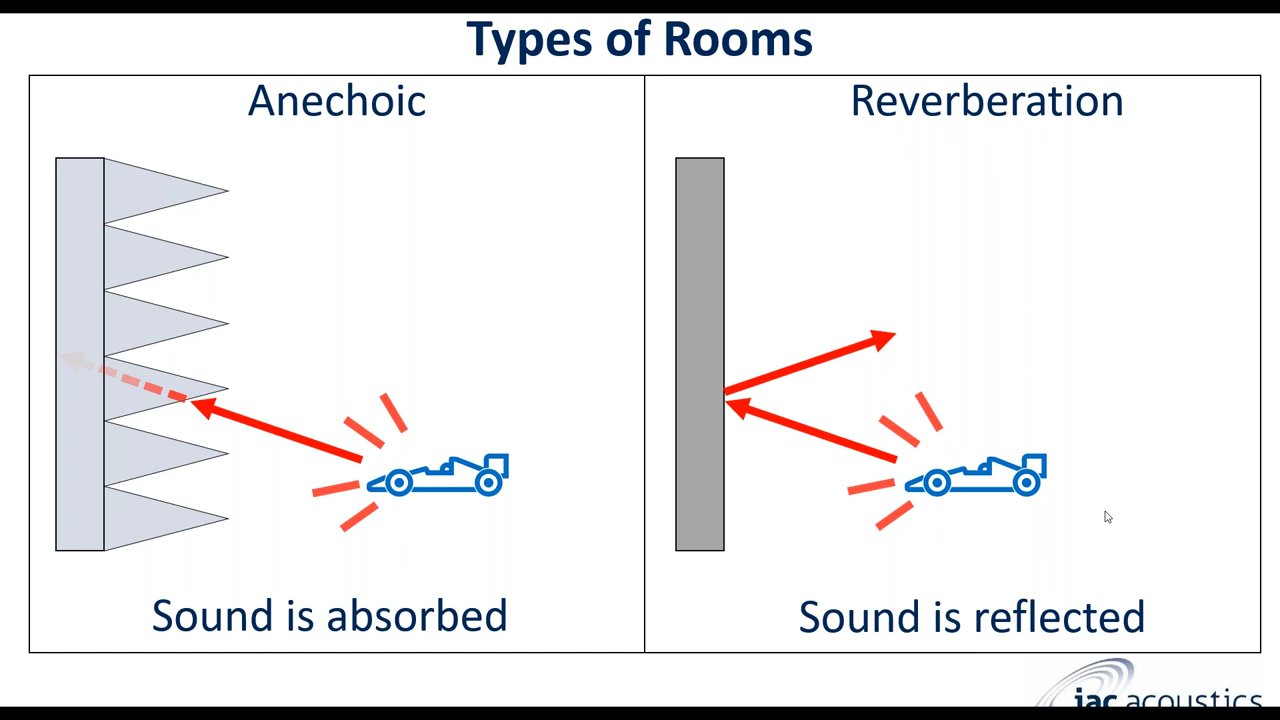 Types of Rooms
Anechoic
Reverberation
Sound is absorbed
Sound is reflected
iac acoustics